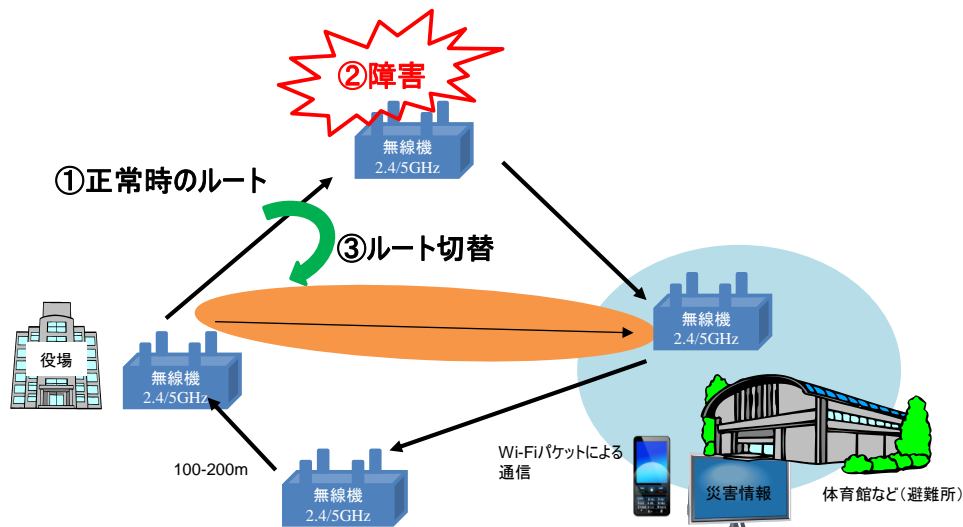 ②障害
無線機
2.4/5GHz
①正常時のルート
③ルート切替
無線機
2.4/5GHz
役場
無線機
2.4/5GHz
100-200m
無線機
2.4/5GHz
Wi-Fiパケットによる
通信
災害情報
体育館など（避難所）